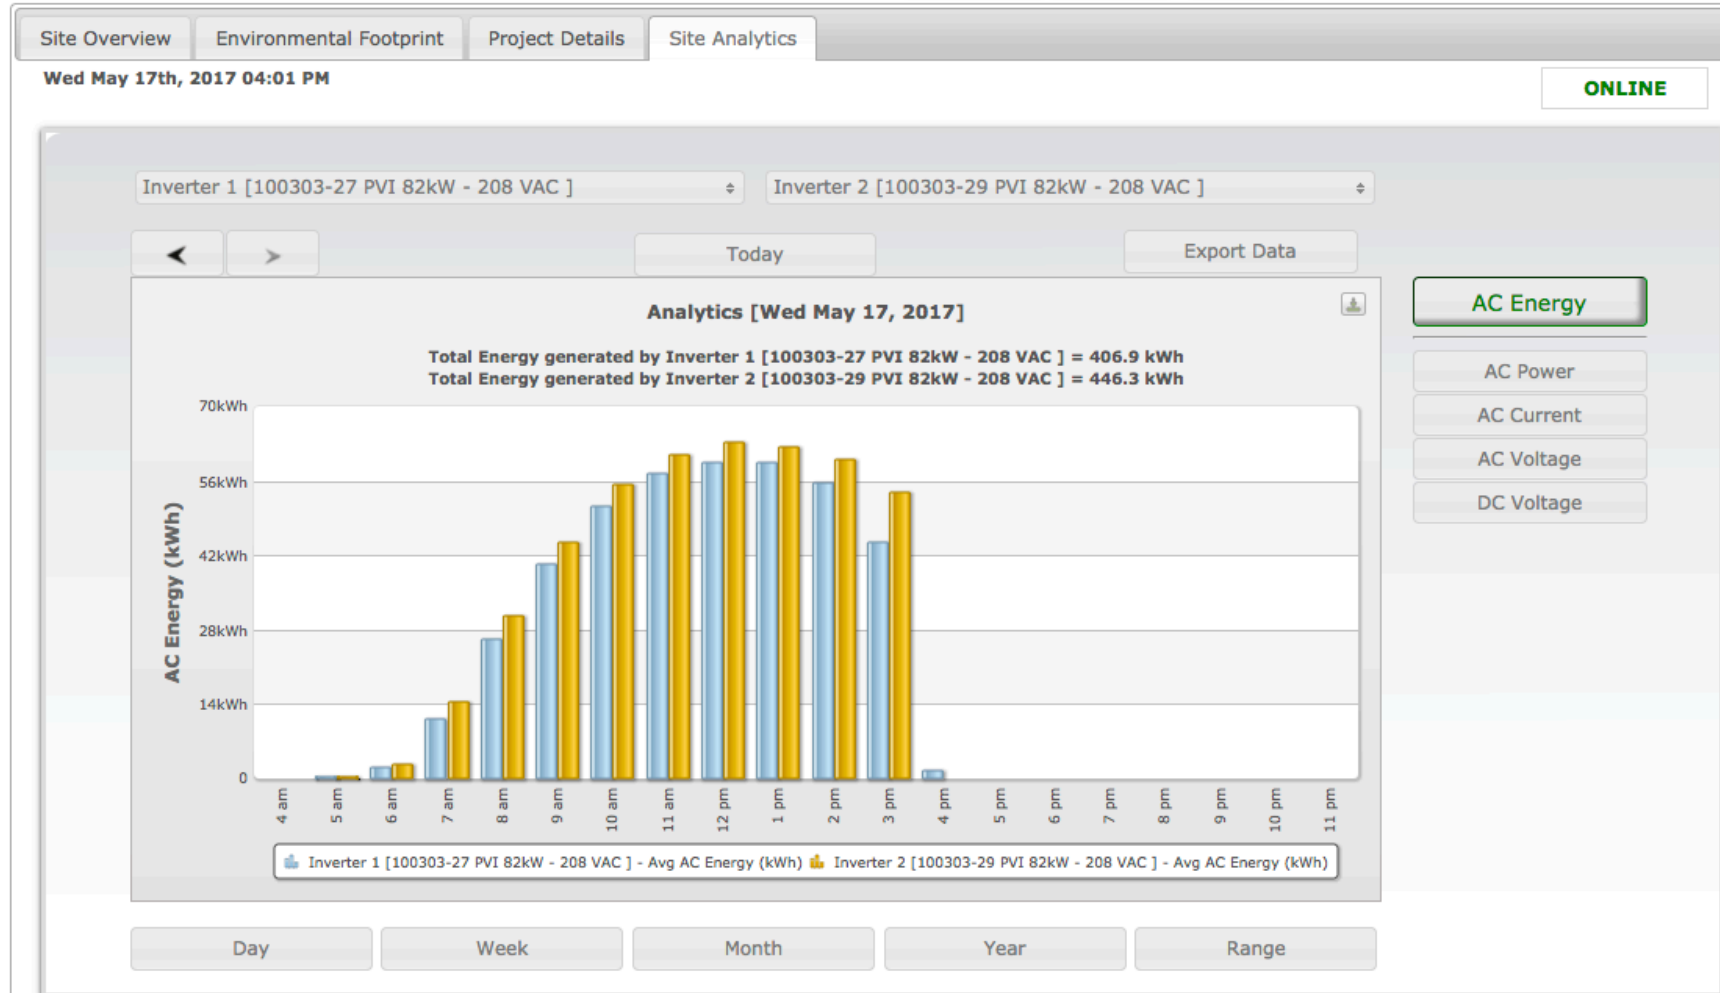 Site Overview Environmental Footprint Project Details Site Analytics
Wed May 17th, 2017 04:01 PM
ONLINE
Inverter 1 [100303-27 PVI 82kW - 208 VAC ] Inverter 2 [100303-29 PVI 82kW - 208 VAC ]
Today Export Data
Analytics [Wed May 17, 2017]
Total Energy generated by Inverter 1 [100303-27 PVI 82kW - 208 VAC ] = 406.9 kWh
Total Energy generated by Inverter 2 [100303-29 PVI 82kW - 208 VAC ] = 446.3 kWh
AC Energy (kWh)
70kWh
56kWh
42kWh
28kWh
14kWh
0
4 am 5 am 6 am 7 am 8 am 9 am 10 am 11 am 12 pm 1 pm 2 pm 3 pm 4 pm 5 pm 6 pm 7 pm 8 pm 9 pm 10 pm 11 pm
Inverter 1 [100303-27 PVI 82kW - 208 VAC ] - Avg AC Energy (kWh) Inverter 2 [100303-29 PVI 82kW - 208 VAC ] - Avg AC Energy (kWh)
AC Energy
AC Power
AC Current
AC Voltage
DC Voltage
Day Week Month Year Range